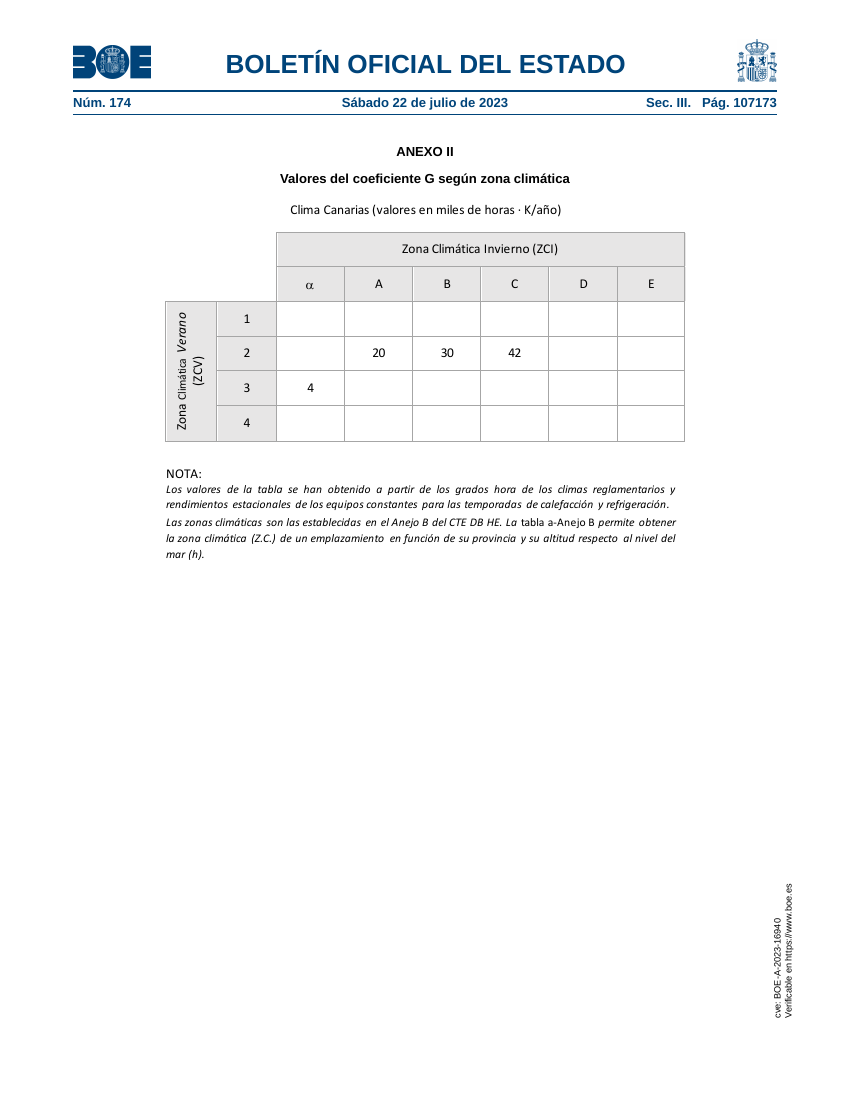 BOE
BOLETÍN OFICIAL DEL ESTADO
Núm. 174 Sábado 22 de julio de 2023 Sec. III. Pág. 107173
ANEXO II
Valores del coeficiente G según zona climática
Clima Canarias (valores en miles de horas · K/año)
Zona Climática Invierno (ZCI)
α A B C D E
Zona Climática Verano
(ZCV)
1
2 20 30 42
3 4
4
NOTA:
Los valores de la tabla se han obtenido a partir de los grados hora de los climas reglamentarios y
rendimientos estacionales de los equipos constantes para las temporadas de calefacción y refrigeración.
Las zonas climáticas son las establecidas en el Anejo B del CTE DB HE. La tabla a-Anejo B permite obtener
la zona climática (Z.C.) de un emplazamiento en función de su provincia y su altitud respecto al nivel del
mar (h).
cve: BOE-A-2023-16940
Verificable en https://www.boe.es